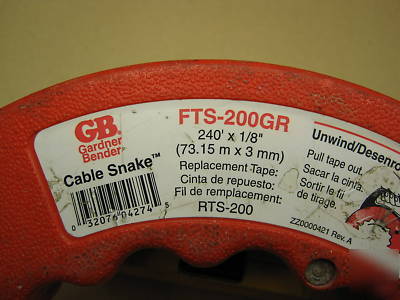 GB.
Gardner
Bender
Cable Snake™
0 32076 04274 5
FTS-200GR
240' x 1/8"
(73.15 m x 3 mm)
Replacement Tape:
Cinta de repuesto:
Fil de remplacement:
RTS-200
Unwind/Desenro
Pull tape out.
Sacar la cinta.
Sortir le fil
de tirage.
ZZ0000421 Rev. A